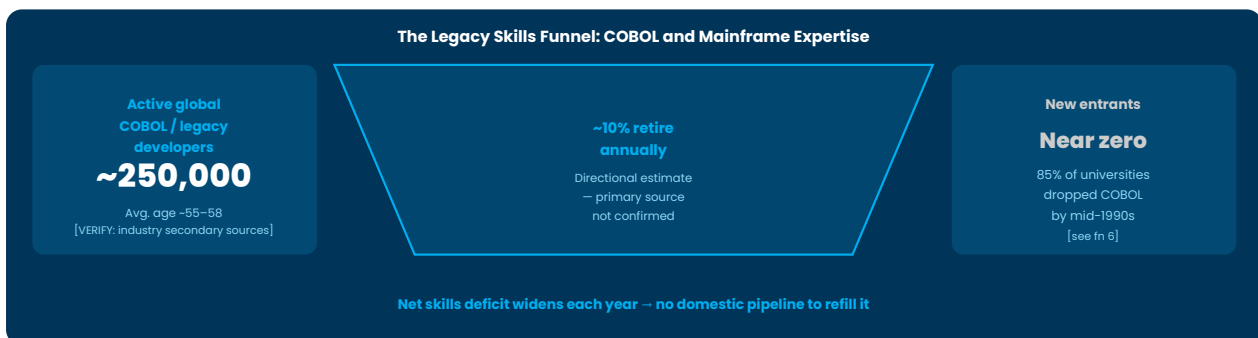 The Legacy Skills Funnel: COBOL and Mainframe Expertise
Active global
COBOL / legacy
developers
~250,000
Avg. age ~55–58
[VERIFY: industry secondary sources]
~10% retire
annually
Directional estimate
— primary source
not confirmed
New entrants
Near zero
85% of universities
dropped COBOL
by mid-1990s
[see fn 6]
Net skills deficit widens each year → no domestic pipeline to refill it